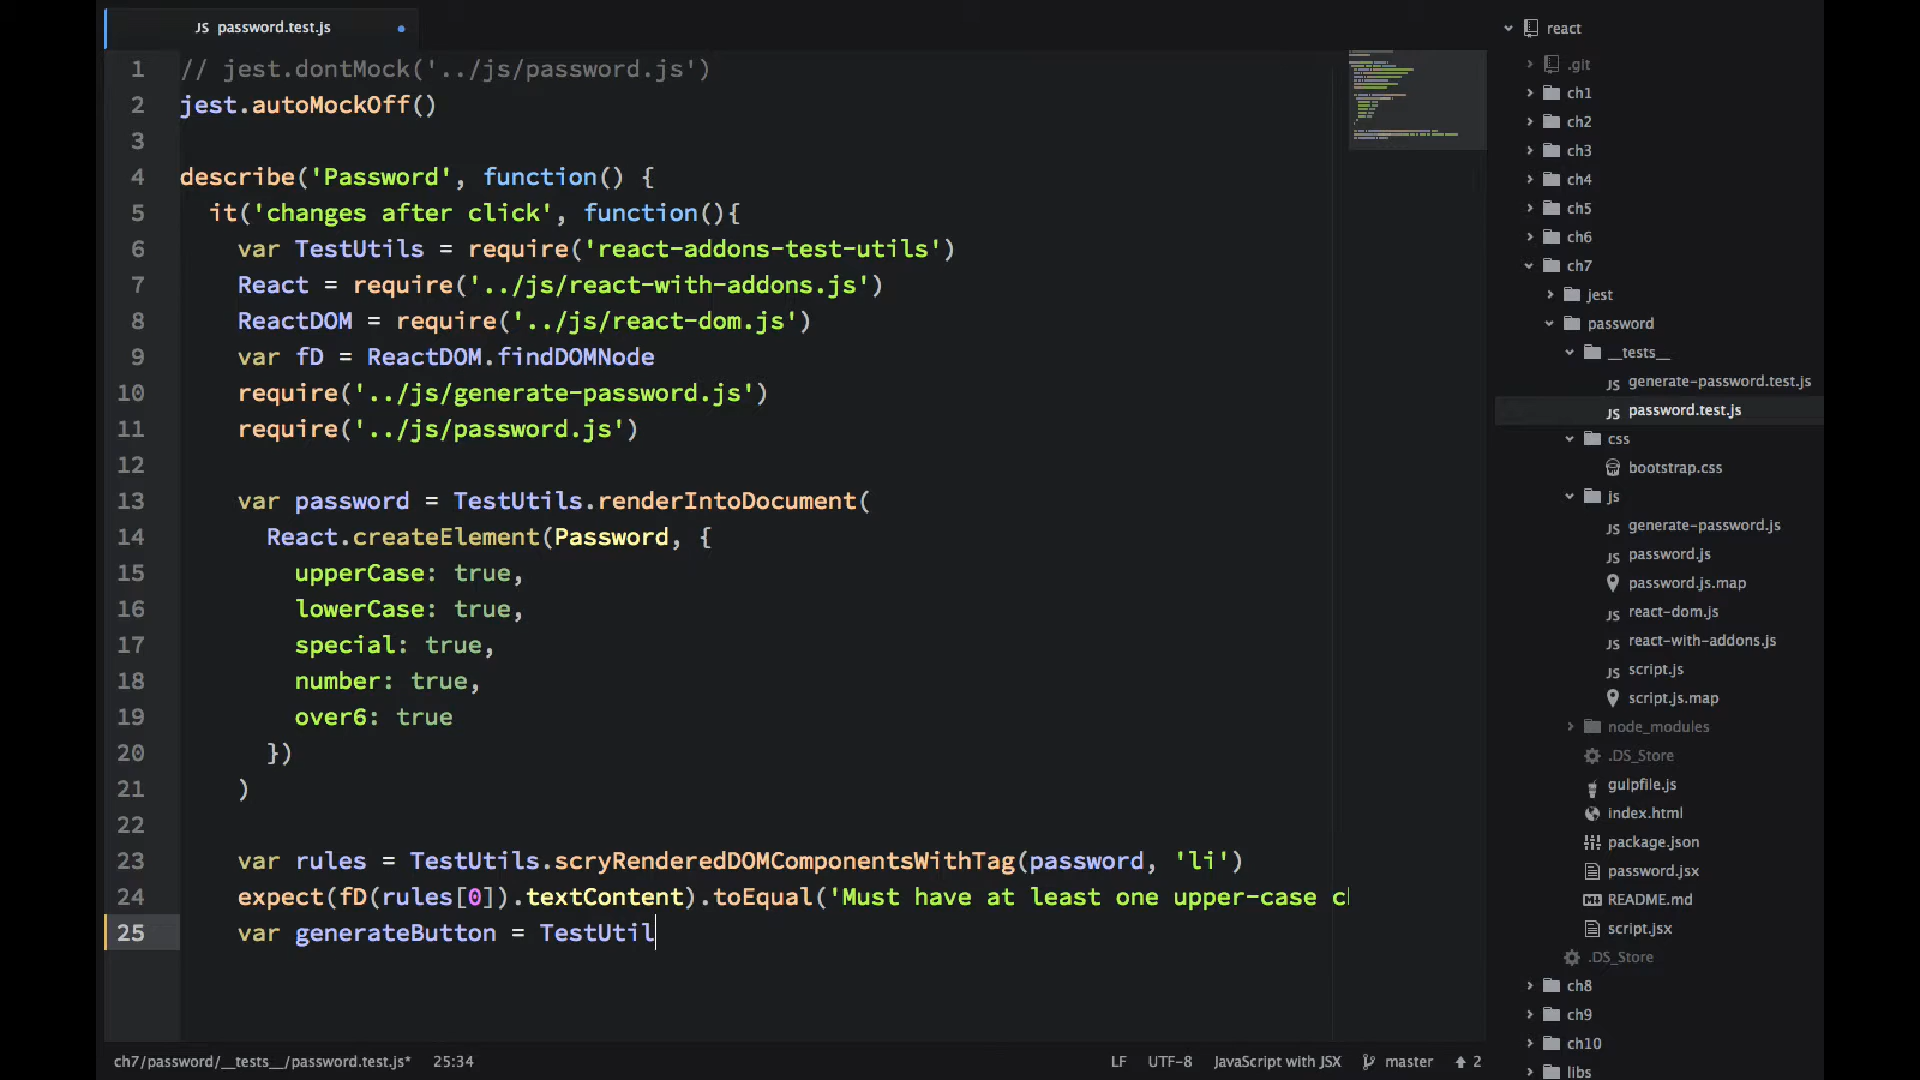 JS password.test.js
1 // jest.dontMock('../js/password.js')
2 jest.autoMockOff()
3
4 describe('Password', function() {
5 it('changes after click', function(){
6 var TestUtils = require('react-addons-test-utils')
7 React = require('../js/react-with-addons.js')
8 ReactDOM = require('../js/react-dom.js')
9 var fD = ReactDOM.findDOMNode
10 require('../js/generate-password.js')
11 require('../js/password.js')
12
13 var password = TestUtils.renderIntoDocument(
14 React.createElement(Password, {
15 upperCase: true,
16 lowerCase: true,
17 special: true,
18 number: true,
19 over6: true
20 })
21 )
22
23 var rules = TestUtils.scryRenderedDOMComponentsWithTag(password, 'li')
24 expect(fD(rules[0]).textContent).toEqual('Must have at least one upper-case c
25 var generateButton = TestUtil
react
.git
ch1
ch2
ch3
ch4
ch5
ch6
ch7
jest
password
__tests__
JS generate-password.test.js
JS password.test.js
css
bootstrap.css
js
JS generate-password.js
JS password.js
password.js.map
JS react-dom.js
JS react-with-addons.js
JS script.js
script.js.map
node_modules
.DS_Store
gulpfile.js
index.html
package.json
password.jsx
README.md
script.jsx
.DS_Store
ch8
ch9
ch10
libs
ch7/password/__tests__/password.test.js* 25:34 LF UTF-8 JavaScript with JSX master 2